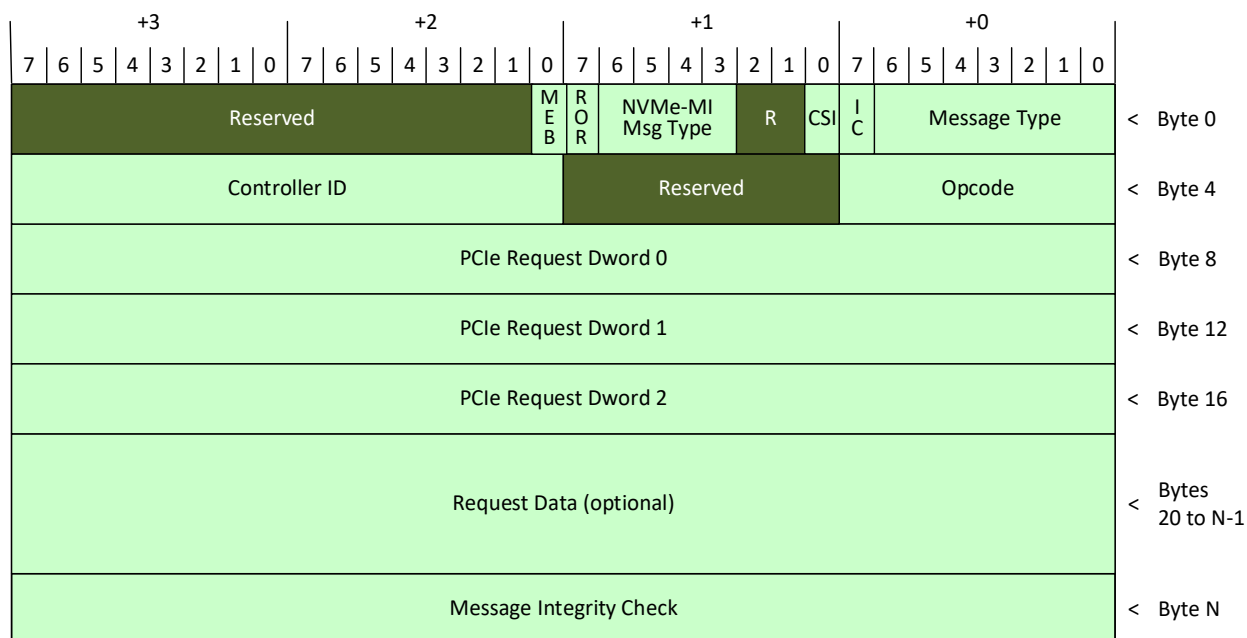 +3 +2 +1 +0
7 6 5 4 3 2 1 0 7 6 5 4 3 2 1 0 7 6 5 4 3 2 1 0 7 6 5 4 3 2 1 0
Reserved MEB ROR NVMe-MI Msg Type R CSI IC Message Type < Byte 0
Controller ID Reserved Opcode < Byte 4
PCIe Request Dword 0 < Byte 8
PCIe Request Dword 1 < Byte 12
PCIe Request Dword 2 < Byte 16
Request Data (optional) < Bytes 20 to N-1
Message Integrity Check < Byte N